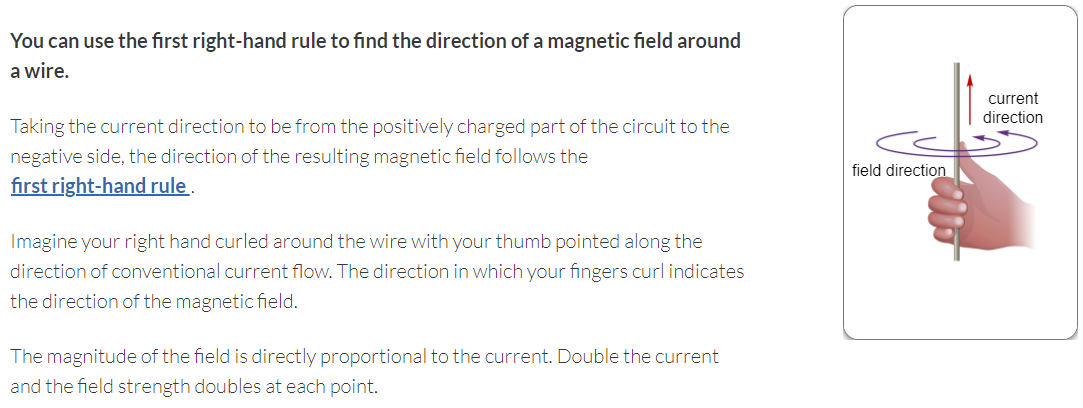 You can use the first right-hand rule to find the direction of a magnetic field around
a wire.
Taking the current direction to be from the positively charged part of the circuit to the
negative side, the direction of the resulting magnetic field follows the
first right-hand rule .
Imagine your right hand curled around the wire with your thumb pointed along the
direction of conventional current flow. The direction in which your fingers curl indicates
the direction of the magnetic field.
The magnitude of the field is directly proportional to the current. Double the current
and the field strength doubles at each point.
current
direction
field direction